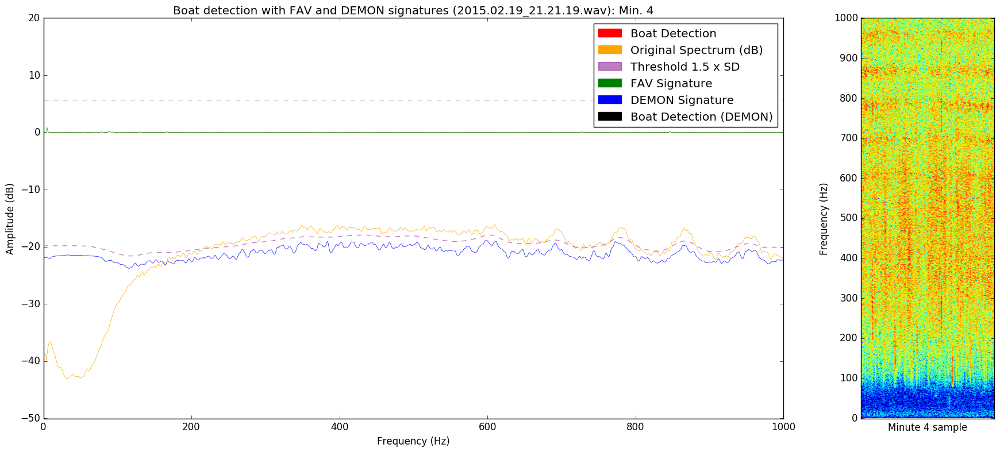 Boat detection with FAV and DEMON signatures (2015.02.19_21.21.19.wav): Min. 4
Boat Detection
Original Spectrum (dB)
Threshold 1.5 x SD
FAV Signature
DEMON Signature
Boat Detection (DEMON)
Amplitude (dB)
20
10
0
−10
−20
−30
−40
−50
0
200
400
600
800
1000
Frequency (Hz)
Frequency (Hz)
1000
900
800
700
600
500
400
300
200
100
0
Minute 4 sample